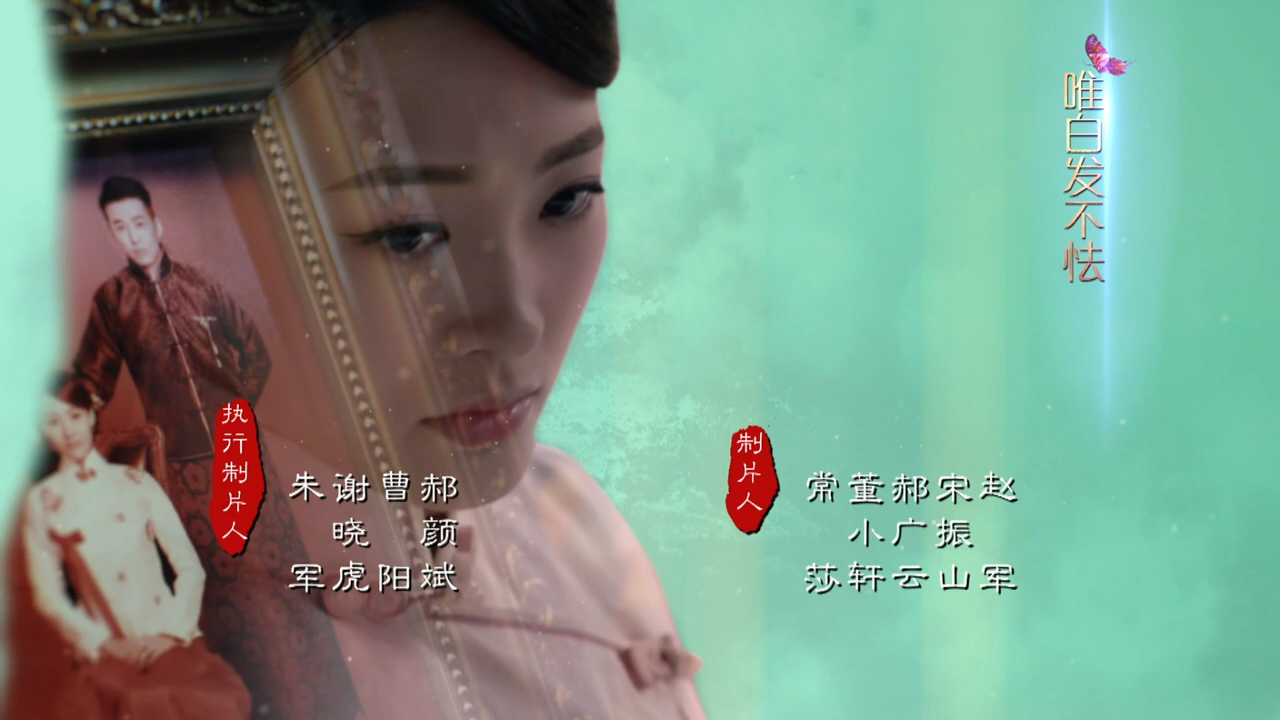 唯白发不怯
执行制片人
朱军
谢晓虎
曹阳
郝颜斌
制片人
常莎
董小轩
郝广云
宋振山
赵军